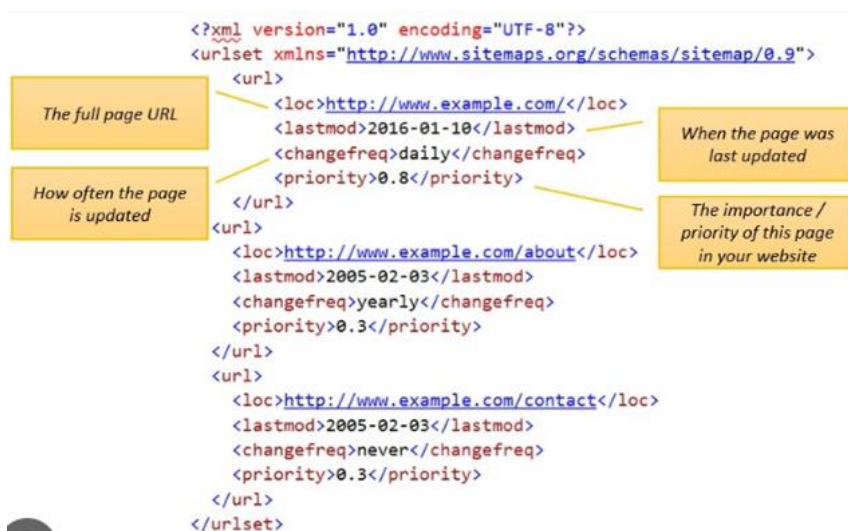 <?xml version="1.0" encoding="UTF-8"?>
<urlset xmlns="http://www.sitemaps.org/schemas/sitemap/0.9">
<url>
<loc>http://www.example.com/</loc>
<lastmod>2016-01-10</lastmod>
<changefreq>daily</changefreq>
<priority>0.8</priority>
</url>
<url>
<loc>http://www.example.com/about</loc>
<lastmod>2005-02-03</lastmod>
<changefreq>yearly</changefreq>
<priority>0.3</priority>
</url>
<url>
<loc>http://www.example.com/contact</loc>
<lastmod>2005-02-03</lastmod>
<changefreq>never</changefreq>
<priority>0.3</priority>
</url>
</urlset>
The full page URL
How often the page
is updated
When the page was
last updated
The importance /
priority of this page
in your website